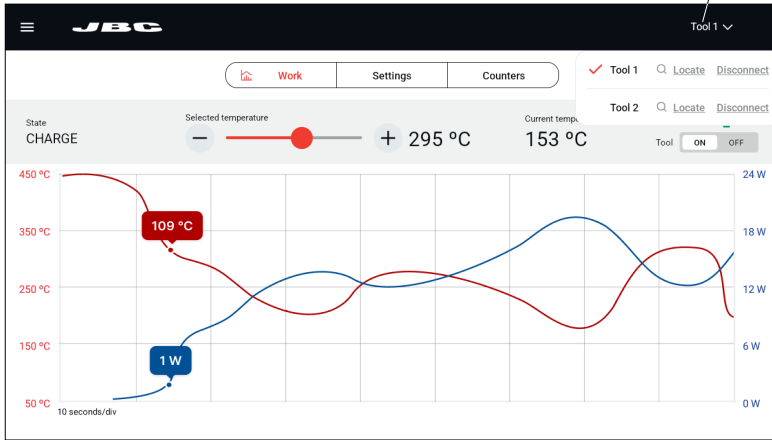 JBC
Tool 1
Work
Settings
Counters
Tool 1 Locate Disconnect
Tool 2 Locate Disconnect
State
CHARGE
Selected temperature
295 ºC
Current temp
153 ºC
Tool ON OFF
450 ºC
24 W
350 ºC
18 W
109 ºC
250 ºC
12 W
150 ºC
6 W
1 W
50 ºC
0 W
10 seconds/div